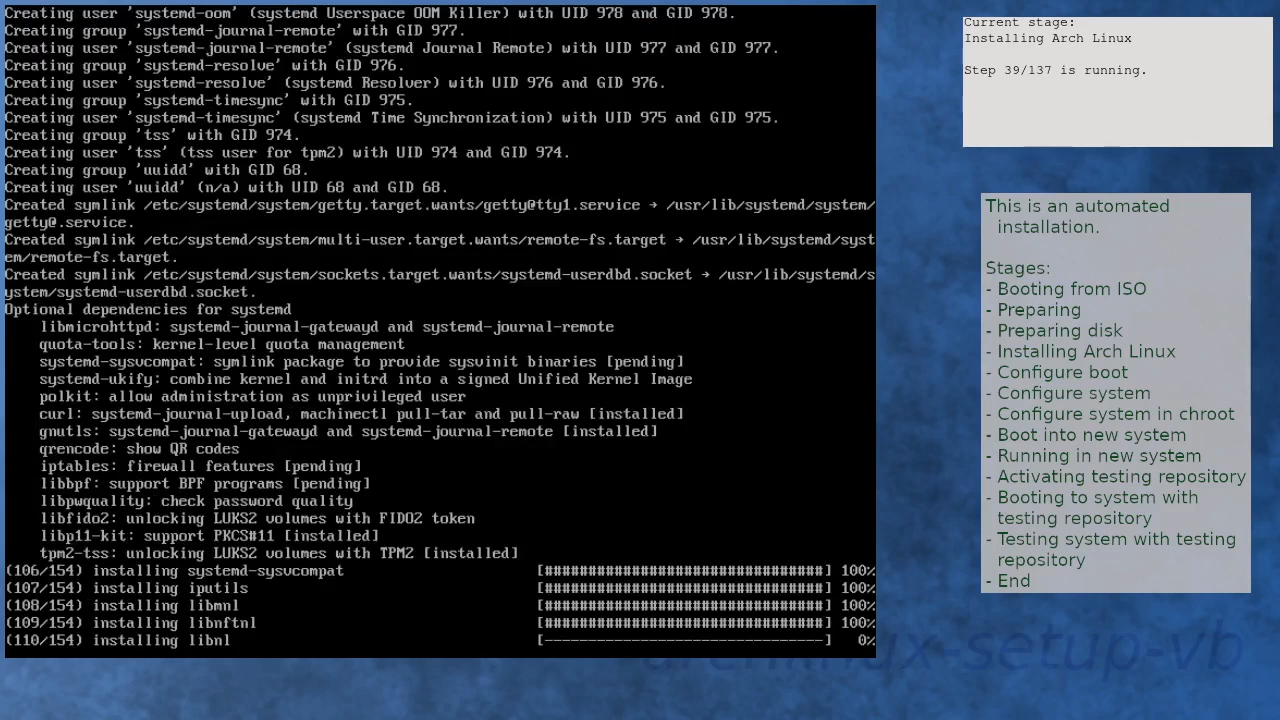 Creating user 'systemd-oom' (systemd Userspace OOM Killer) with UID 978 and GID 978.
Creating group 'systemd-journal-remote' with GID 977.
Creating user 'systemd-journal-remote' (systemd Journal Remote) with UID 977 and GID 977.
Creating group 'systemd-resolve' with GID 976.
Creating user 'systemd-resolve' (systemd Resolver) with UID 976 and GID 976.
Creating group 'systemd-timesync' with GID 975.
Creating user 'systemd-timesync' (systemd Time Synchronization) with UID 975 and GID 975.
Creating group 'tss' with GID 974.
Creating user 'tss' (tss user for tpm2) with UID 974 and GID 974.
Creating group 'uuidd' with GID 68.
Creating user 'uuidd' (n/a) with UID 68 and GID 68.
Created symlink /etc/systemd/system/getty.target.wants/getty@tty1.service → /usr/lib/systemd/system/
getty@.service.
Created symlink /etc/systemd/system/multi-user.target.wants/remote-fs.target → /usr/lib/systemd/syst
em/remote-fs.target.
Created symlink /etc/systemd/system/sockets.target.wants/systemd-userdbd.socket → /usr/lib/systemd/s
ystem/systemd-userdbd.socket.
Optional dependencies for systemd
    libmicrohttpd: systemd-journal-gatewayd and systemd-journal-remote
    quota-tools: kernel-level quota management
    systemd-sysvcompat: symlink package to provide sysvinit binaries [pending]
    systemd-ukify: combine kernel and initrd into a signed Unified Kernel Image
    polkit: allow administration as unprivileged user
    curl: systemd-journal-upload, machinectl pull-tar and pull-raw [installed]
    gnutls: systemd-journal-gatewayd and systemd-journal-remote [installed]
    qrencode: show QR codes
    iptables: firewall features [pending]
    libbpf: support BPF programs [pending]
    libpwquality: check password quality
    libfido2: unlocking LUKS2 volumes with FIDO2 token
    libp11-kit: support PKCS#11 [installed]
    tpm2-tss: unlocking LUKS2 volumes with TPM2 [installed]
(106/154) installing systemd-sysvcompat [################################] 100%
(107/154) installing iputils [################################] 100%
(108/154) installing libmnl [################################] 100%
(109/154) installing libnftnl [################################] 100%
(110/154) installing libnl [--------------------------------] 0%
Current stage:
Installing Arch Linux
Step 39/137 is running.
This is an automated
installation.
Stages:
- Booting from ISO
- Preparing
- Preparing disk
- Installing Arch Linux
- Configure boot
- Configure system
- Configure system in chroot
- Boot into new system
- Running in new system
- Activating testing repository
- Booting to system with
testing repository
- Testing system with testing
repository
- End
archlinux-setup-vb